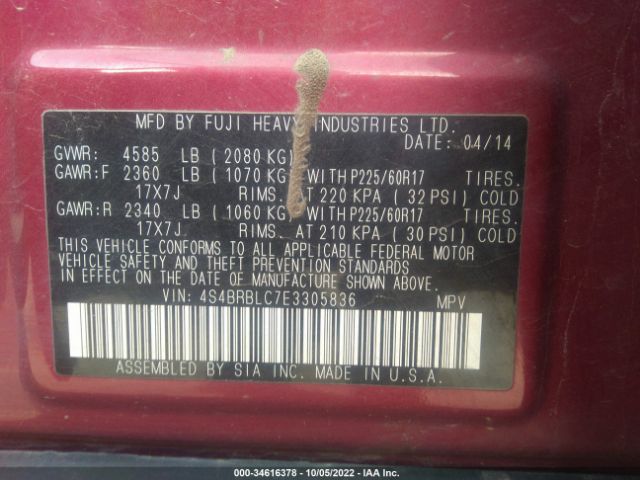 MFD BY FUJI HEAVY INDUSTRIES LTD.
DATE: 04/14
GVWR: 4585 LB ( 2080 KG)
GAWR:F 2360 LB ( 1070 KG) WITH P225/60R17 TIRES.
17X7J RIMS. AT 220 KPA ( 32 PSI) COLD
GAWR:R 2340 LB ( 1060 KG) WITH P225/60R17 TIRES.
17X7J RIMS. AT 210 KPA ( 30 PSI) COLD
THIS VEHICLE CONFORMS TO ALL APPLICABLE FEDERAL MOTOR
VEHICLE SAFETY AND THEFT PREVENTION STANDARDS
IN EFFECT ON THE DATE OF MANUFACTURE SHOWN ABOVE.
VIN: 4S4BRBLC7E3305836 MPV
ASSEMBLED BY SIA INC. MADE IN U.S.A.
000-34616378 - 10/05/2022 - IAA Inc.